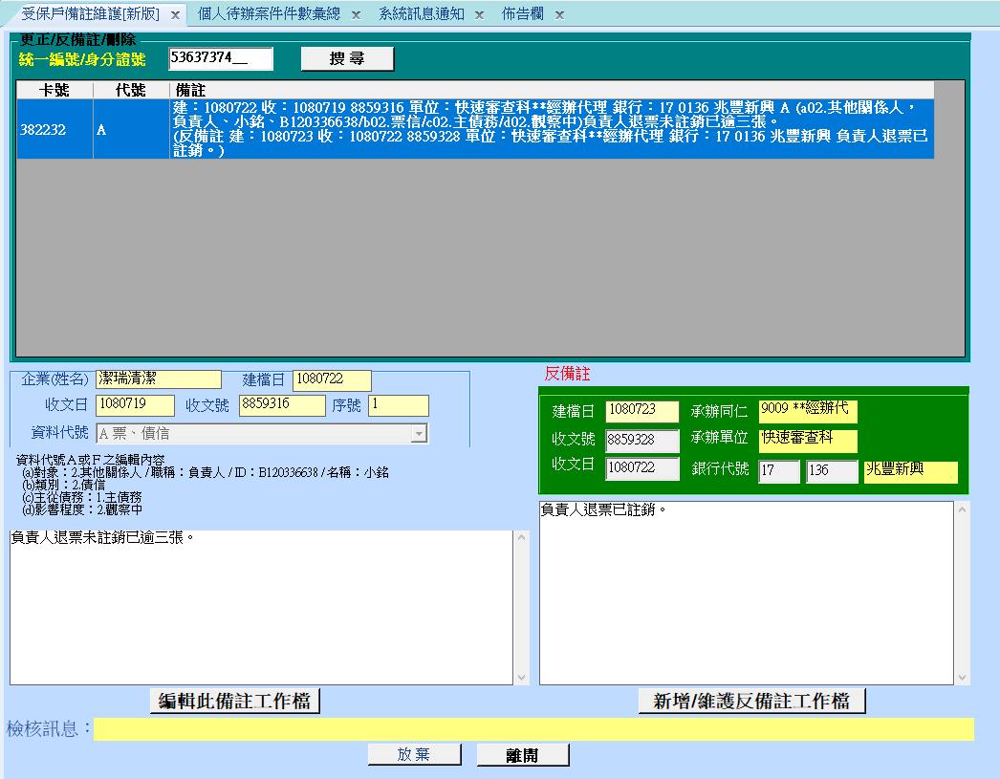 受保戶備註維護[新版] x 個人待辦案件件數彙總 x 系統訊息通知 x 佈告欄 x
更正/反備註/刪除
統一編號/身分證號 53637374__ 搜 尋
卡號 代號 備註
382232 A 建：1080722 收：1080719 8859316 單位：快速審查科**經辦代理 銀行：17 0136 兆豐新興 A (a02.其他關係人，
負責人、小銘、B120336638/b02.票信/c02.主債務/d02.觀察中)負責人退票未註銷已逾三張。
(反備註 建：1080723 收：1080722 8859328 單位：快速審查科**經辦代理 銀行：17 0136 兆豐新興 負責人退票已
註銷。)
企業(姓名) 潔瑞清潔 建檔日 1080722
收文日 1080719 收文號 8859316 序號 1
資料代號 A 票、債信
資料代號A或F之編輯內容
(a)對象：2.其他關係人 / 職稱：負責人 / ID：B120336638 / 名稱：小銘
(b)類別：2.債信
(c)主從債務：1.主債務
(d)影響程度：2.觀察中
負責人退票未註銷已逾三張。
編輯此備註工作檔
反備註
建檔日 1080723 承辦同仁 9009 **經辦代
收文號 8859328 承辦單位 快速審查科
收文日 1080722 銀行代號 17 136 兆豐新興
負責人退票已註銷。
新增/維護反備註工作檔
檢核訊息：
放 棄 離開